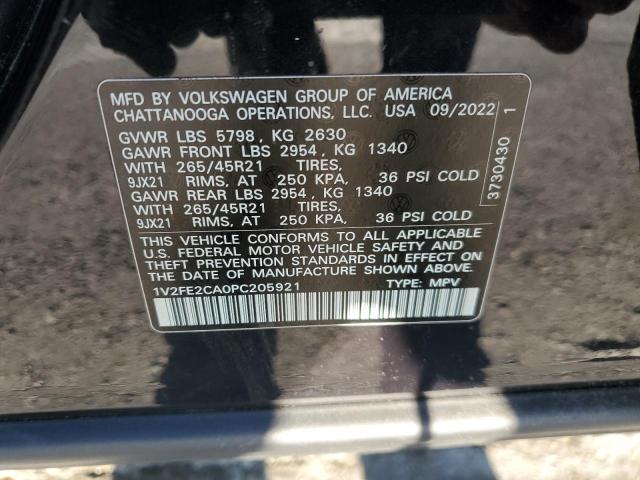 MFD BY VOLKSWAGEN GROUP OF AMERICA
CHATTANOOGA OPERATIONS, LLC. USA 09/2022 1
GVWR LBS 5798, KG 2630
GAWR FRONT LBS 2954, KG 1340
WITH 265/45R21 TIRES,
9JX21 RIMS, AT 250 KPA, 36 PSI COLD
GAWR REAR LBS 2954, KG 1340
WITH 265/45R21 TIRES,
9JX21 RIMS, AT 250 KPA, 36 PSI COLD
THIS VEHICLE CONFORMS TO ALL APPLICABLE
U.S. FEDERAL MOTOR VEHICLE SAFETY AND
THEFT PREVENTION STANDARDS IN EFFECT ON THE
DATE OF MANUFACTURE SHOWN ABOVE.
1V2FE2CA0PC205921 TYPE: MPV
3730430